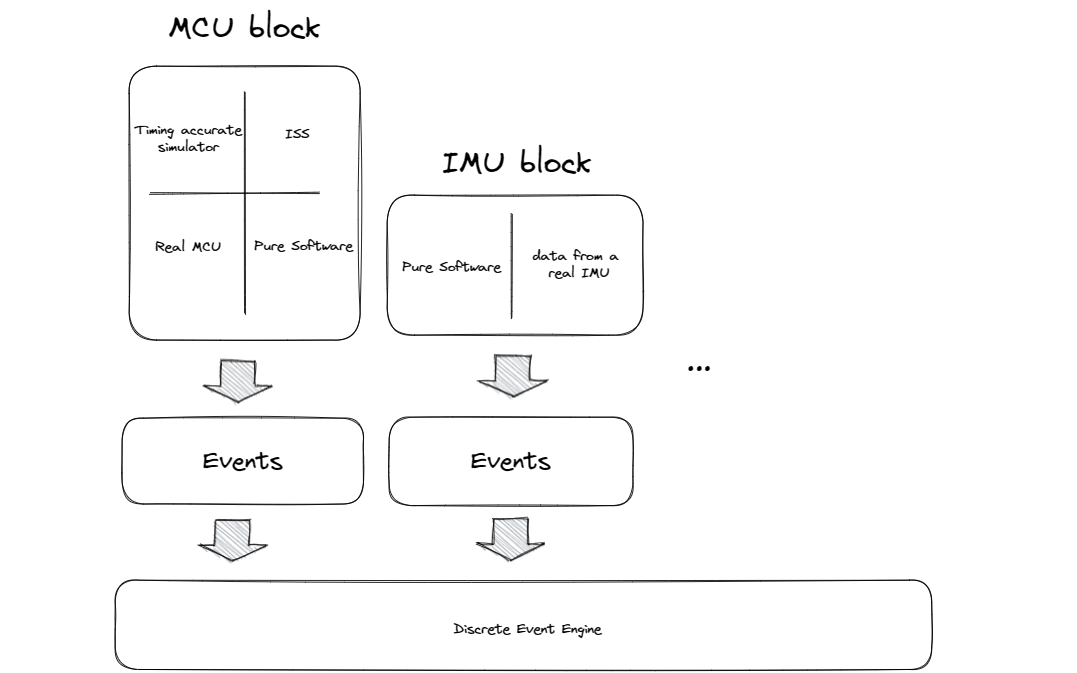 MCU block
Timing accurate
simulator
ISS
Real MCU
Pure Software
IMU block
Pure Software
data from a
real IMU
...
Events
Events
Discrete Event Engine